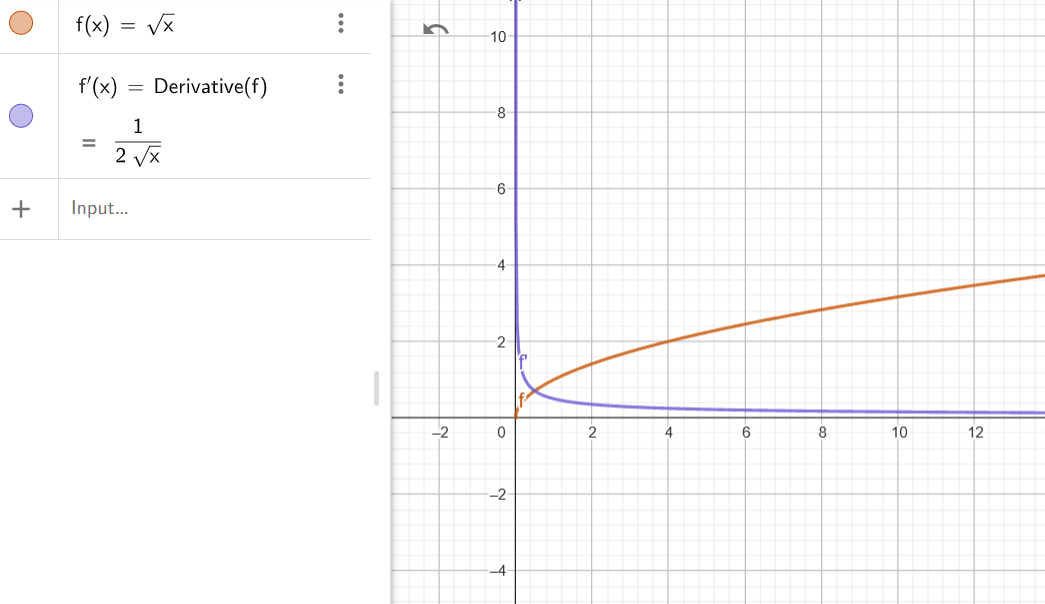 f(x) = √x
f′(x) = Derivative(f)
= 1/(2 √x)
Input...
10
8
6
4
2
f'
f
−2 0 2 4 6 8 10 12
−2
−4